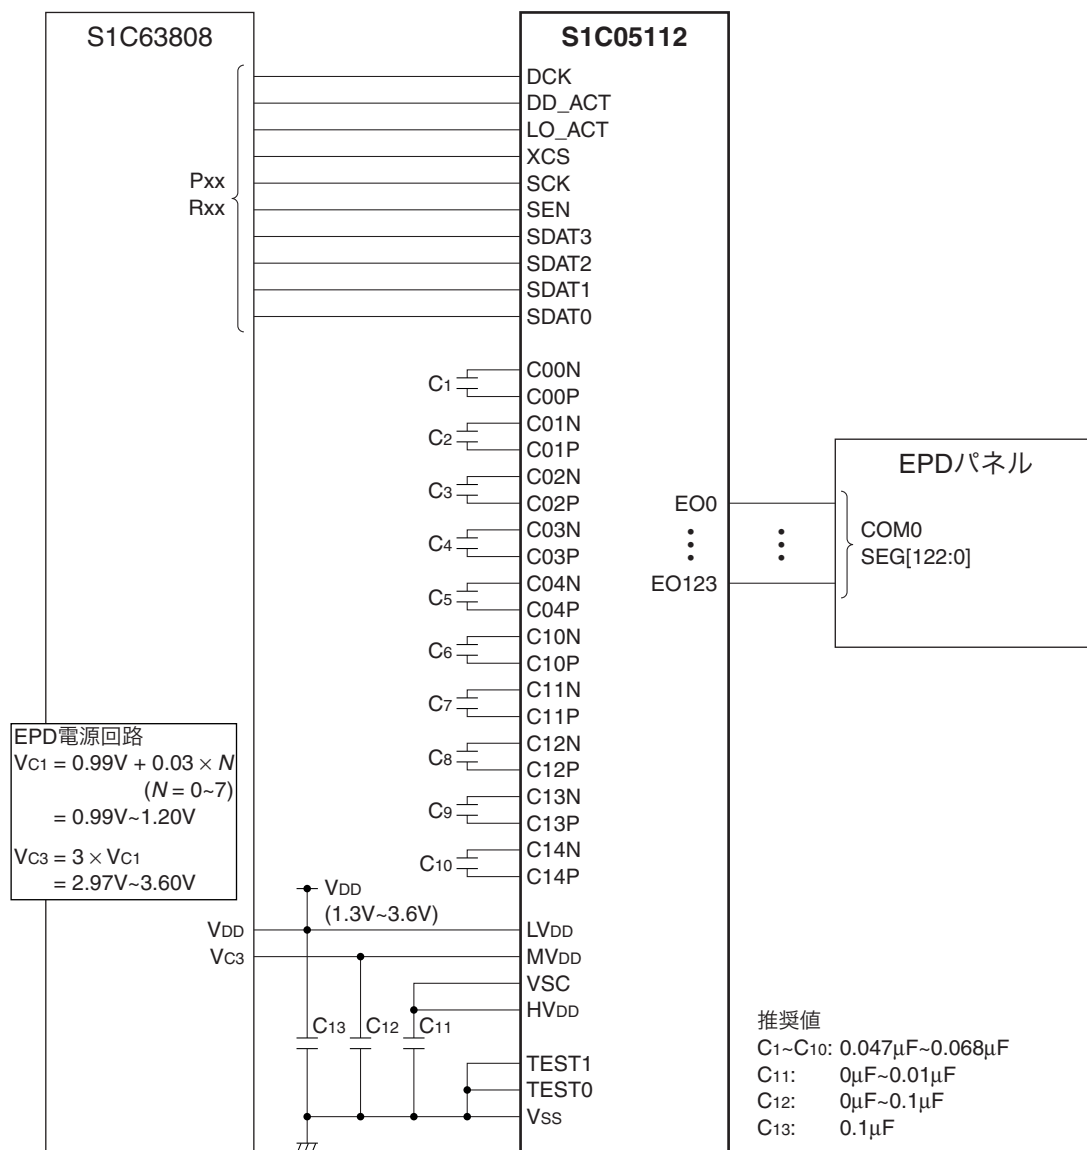 S1C63808
S1C05112
DCK
DD_ACT
LO_ACT
XCS
Pxx
SCK
Rxx
SEN
SDAT3
SDAT2
SDAT1
SDAT0
C00N
C1
C00P
C01N
C2
C01P
C02N
C3
C02P
C03N
C4
C03P
C04N
C5
C04P
C10N
C6
C10P
C11N
C7
C11P
C12N
C8
C12P
C13N
C9
C13P
C14N
C10
C14P
EO0
EO123
EPDパネル
COM0
SEG[122:0]
EPD電源回路
VC1 = 0.99V + 0.03 × N
(N = 0~7)
= 0.99V~1.20V
VC3 = 3 × VC1
= 2.97V~3.60V
VDD
(1.3V~3.6V)
VDD
LVDD
VC3
MVDD
VSC
HVDD
C13
C12
C11
TEST1
TEST0
VSS
推奨値
C1~C10: 0.047μF~0.068μF
C11: 0μF~0.01μF
C12: 0μF~0.1μF
C13: 0.1μF